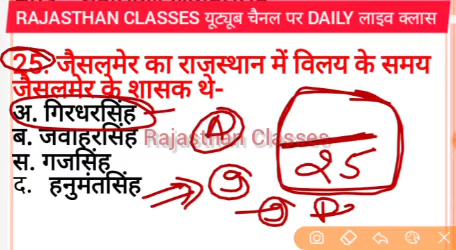 RAJASTHAN CLASSES यूट्यूब चैनल पर DAILY लाइव क्लास
25. जैसलमेर का राजस्थान में विलय के समय
जैसलमेर के शासक थे-
अ. गिरधरसिंह
ब. जवाहरसिंह Rajasthan Classes
स. गजसिंह
द. हनुमंतसिंह
A
25